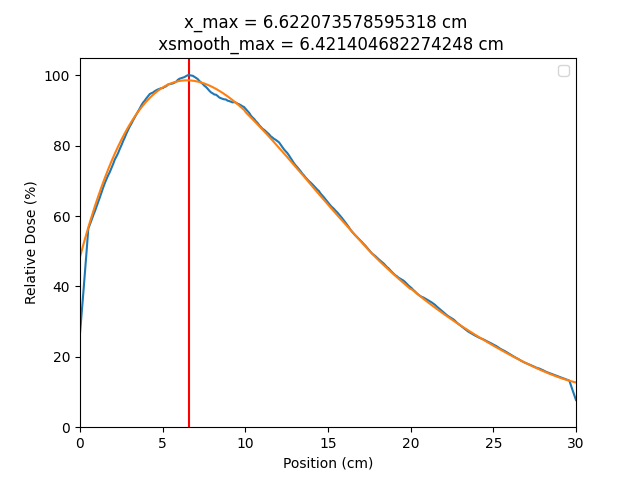 x_max = 6.622073578595318 cm
xsmooth_max = 6.421404682274248 cm
Relative Dose (%)
100
80
60
40
20
0
0 5 10 15 20 25 30
Position (cm)